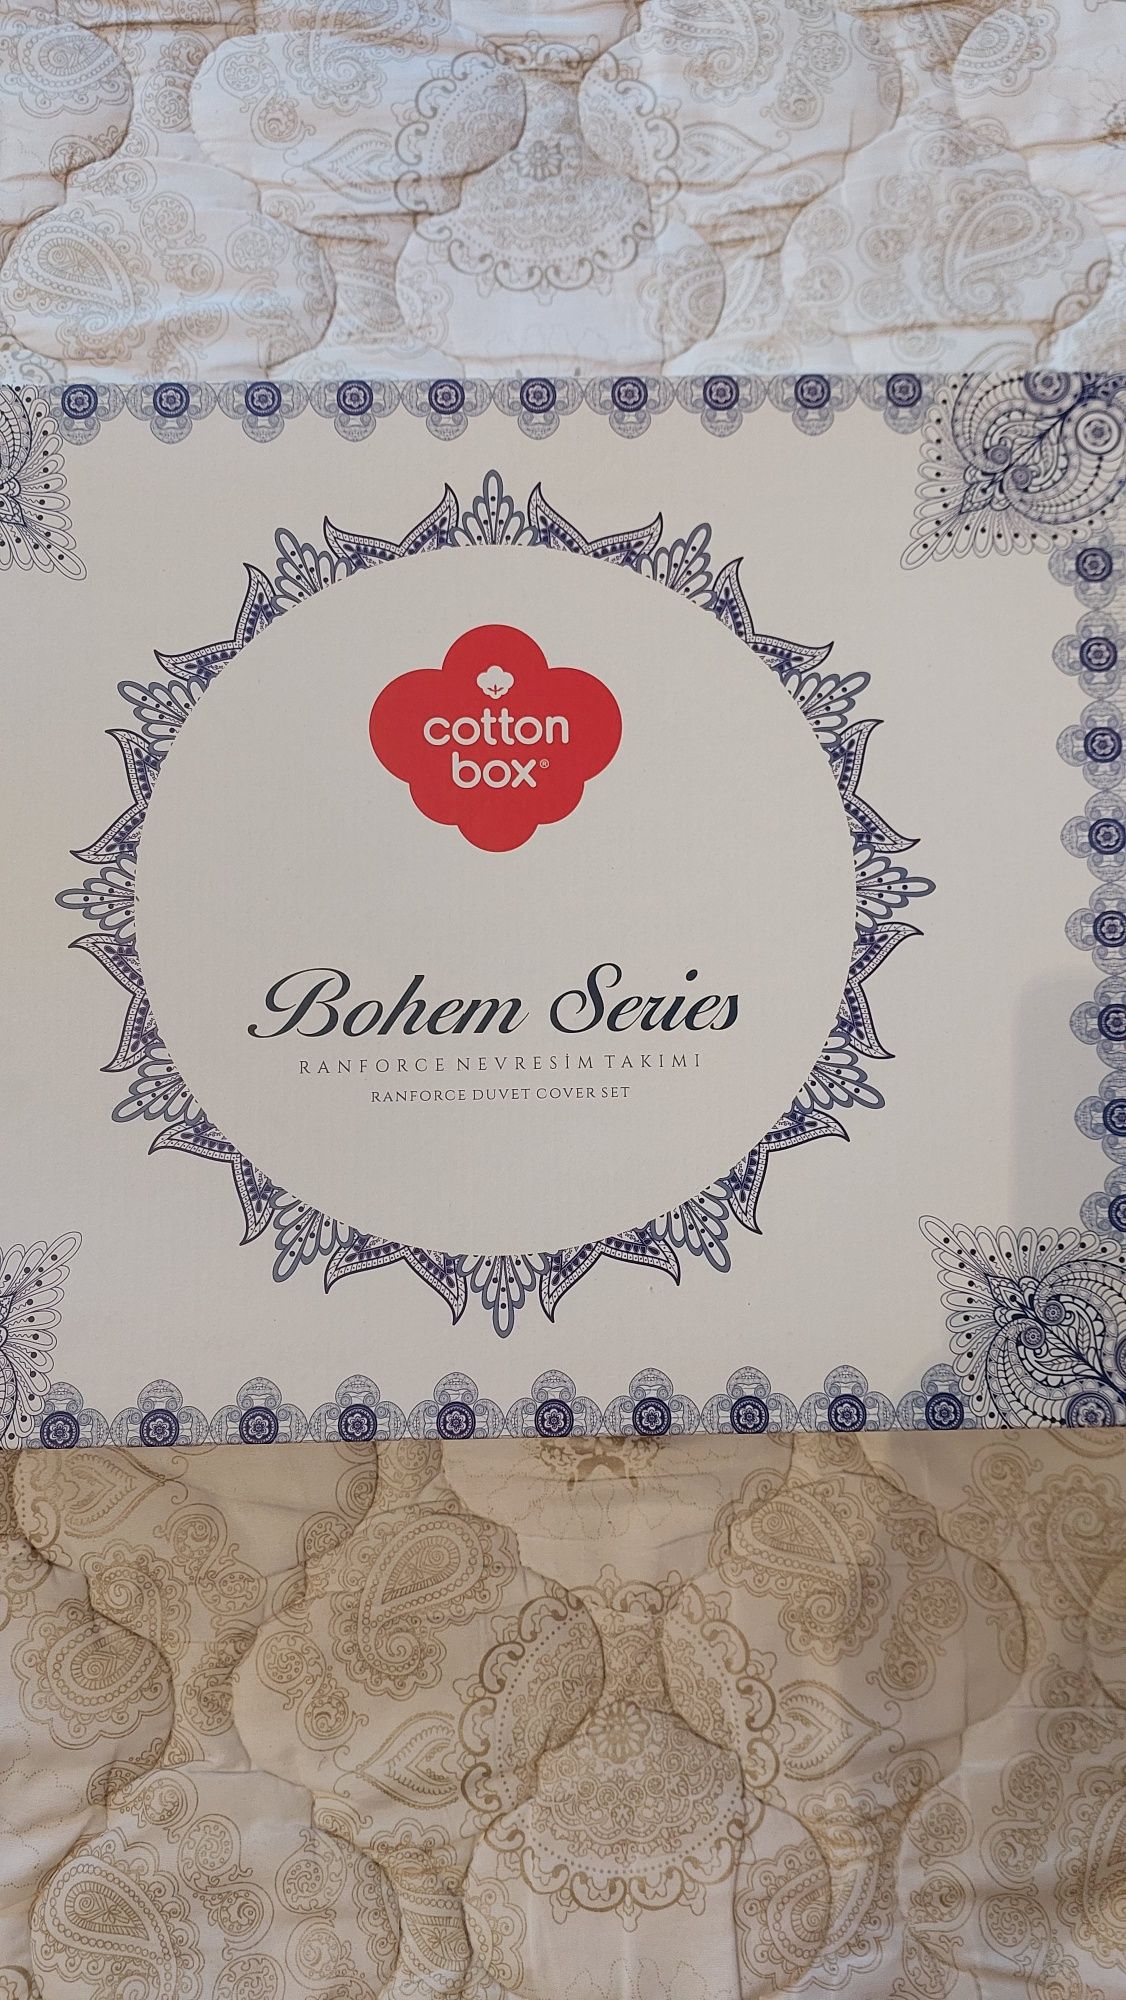 cotton
box®
Bohem Series
RANFORCE NEVRESİM TAKIMI
RANFORCE DUVET COVER SET